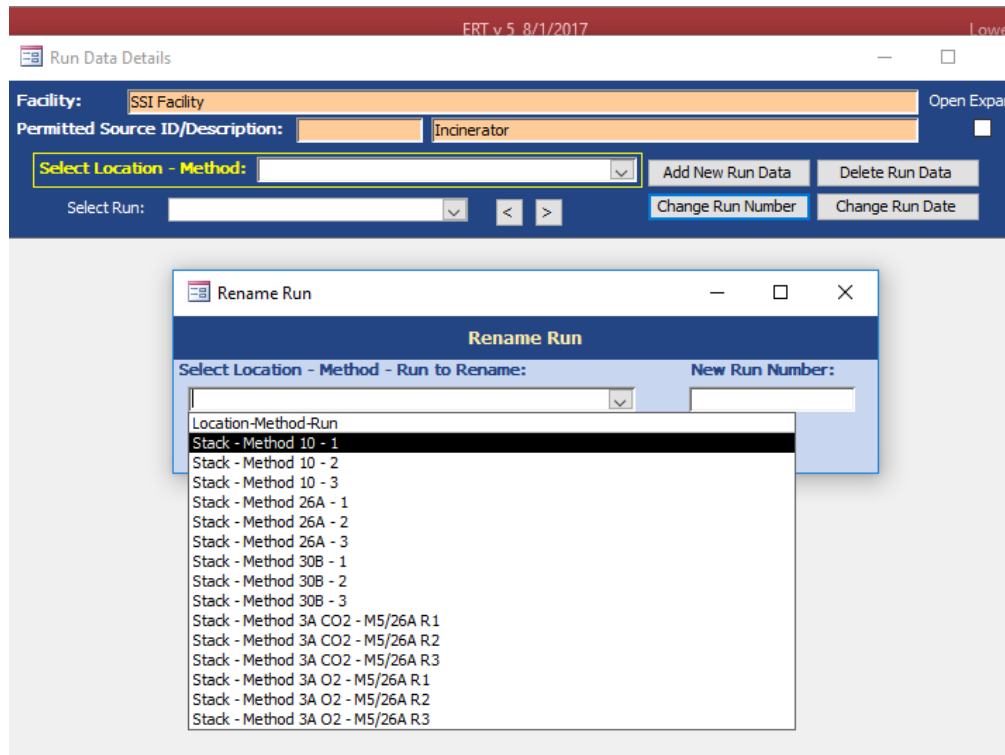 ERT v 5 8/1/2017 Lowe
Run Data Details
Facility: SSI Facility Open Expa
Permitted Source ID/Description: Incinerator
Select Location - Method: Add New Run Data Delete Run Data
Select Run: < > Change Run Number Change Run Date
Rename Run
Rename Run
Select Location - Method - Run to Rename: New Run Number:
Location-Method-Run
Stack - Method 10 - 1
Stack - Method 10 - 2
Stack - Method 10 - 3
Stack - Method 26A - 1
Stack - Method 26A - 2
Stack - Method 26A - 3
Stack - Method 30B - 1
Stack - Method 30B - 2
Stack - Method 30B - 3
Stack - Method 3A CO2 - M5/26A R1
Stack - Method 3A CO2 - M5/26A R2
Stack - Method 3A CO2 - M5/26A R3
Stack - Method 3A O2 - M5/26A R1
Stack - Method 3A O2 - M5/26A R2
Stack - Method 3A O2 - M5/26A R3